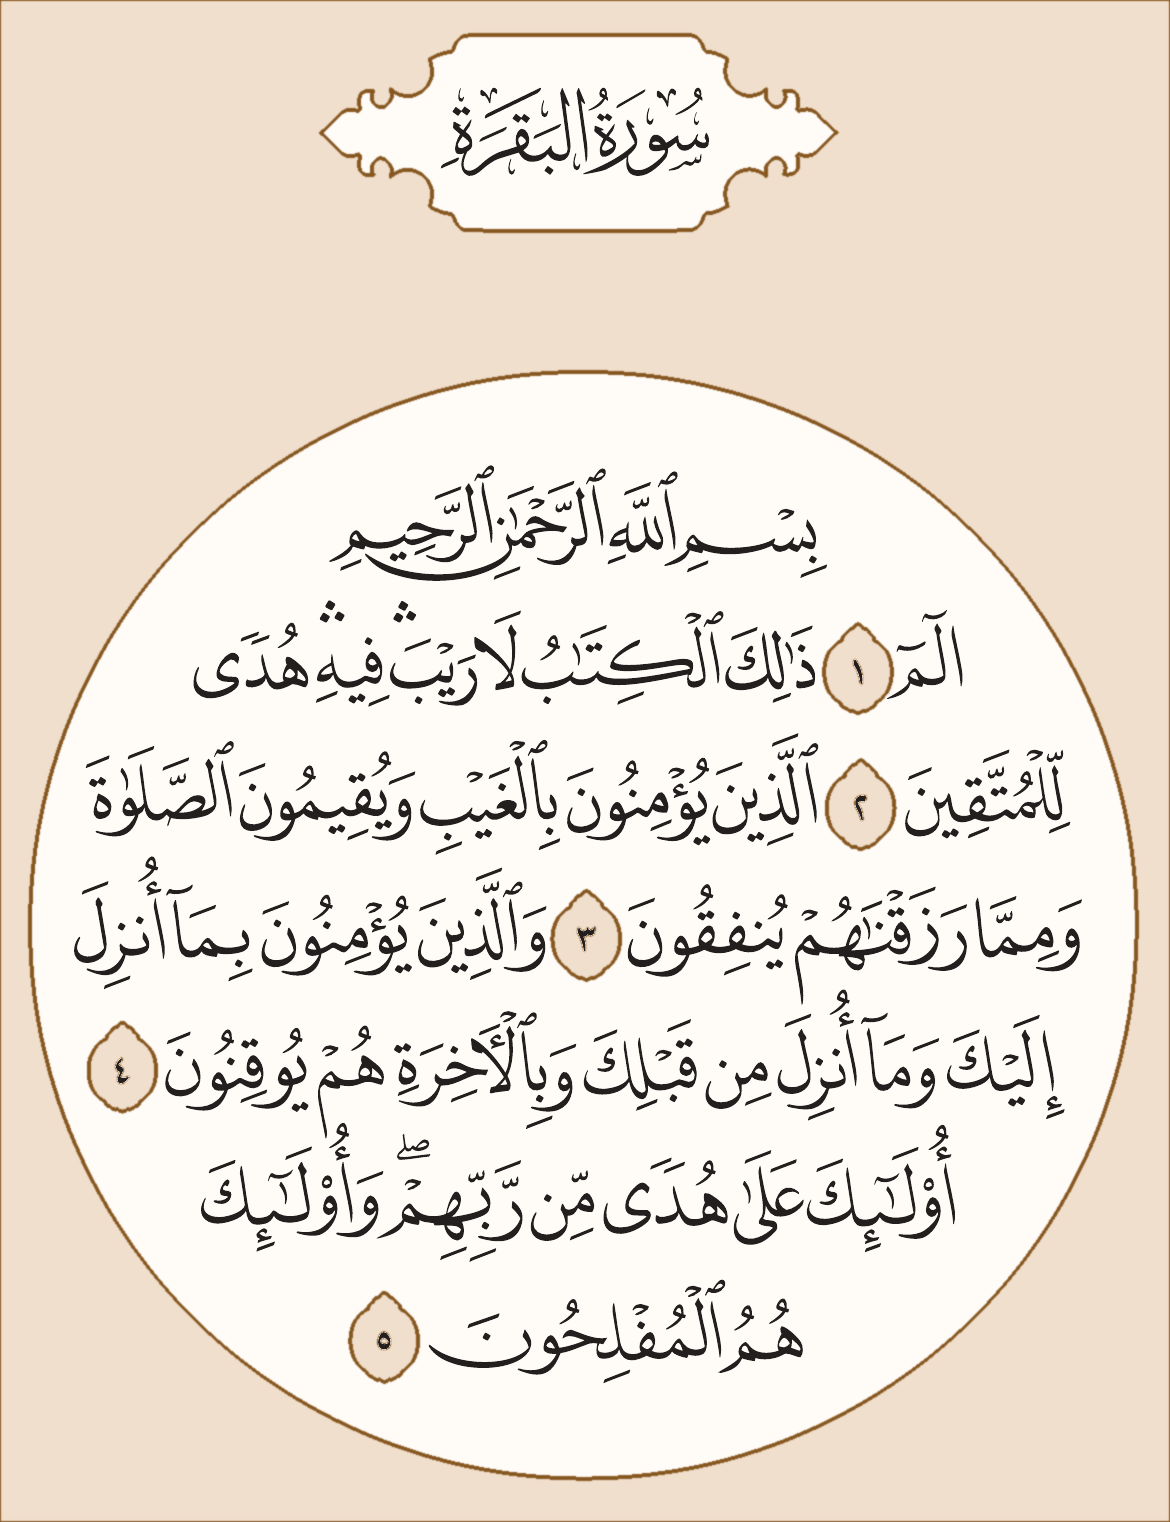 سُورَةُ البَقَرَةِ
بِسْمِ ٱللَّهِ ٱلرَّحْمَٰنِ ٱلرَّحِيمِ
الٓمٓ ١ ذَٰلِكَ ٱلْكِتَٰبُ لَا رَيْبَۛ فِيهِۛ هُدًى
لِّلْمُتَّقِينَ ٢ ٱلَّذِينَ يُؤْمِنُونَ بِٱلْغَيْبِ وَيُقِيمُونَ ٱلصَّلَوٰةَ
وَمِمَّا رَزَقْنَٰهُمْ يُنفِقُونَ ٣ وَٱلَّذِينَ يُؤْمِنُونَ بِمَآ أُنزِلَ
إِلَيْكَ وَمَآ أُنزِلَ مِن قَبْلِكَ وَبِٱلْأَخِرَةِ هُمْ يُوقِنُونَ ٤
أُوْلَٰٓئِكَ عَلَىٰ هُدًى مِّن رَّبِّهِمْۖ وَأُوْلَٰٓئِكَ
هُمُ ٱلْمُفْلِحُونَ ٥